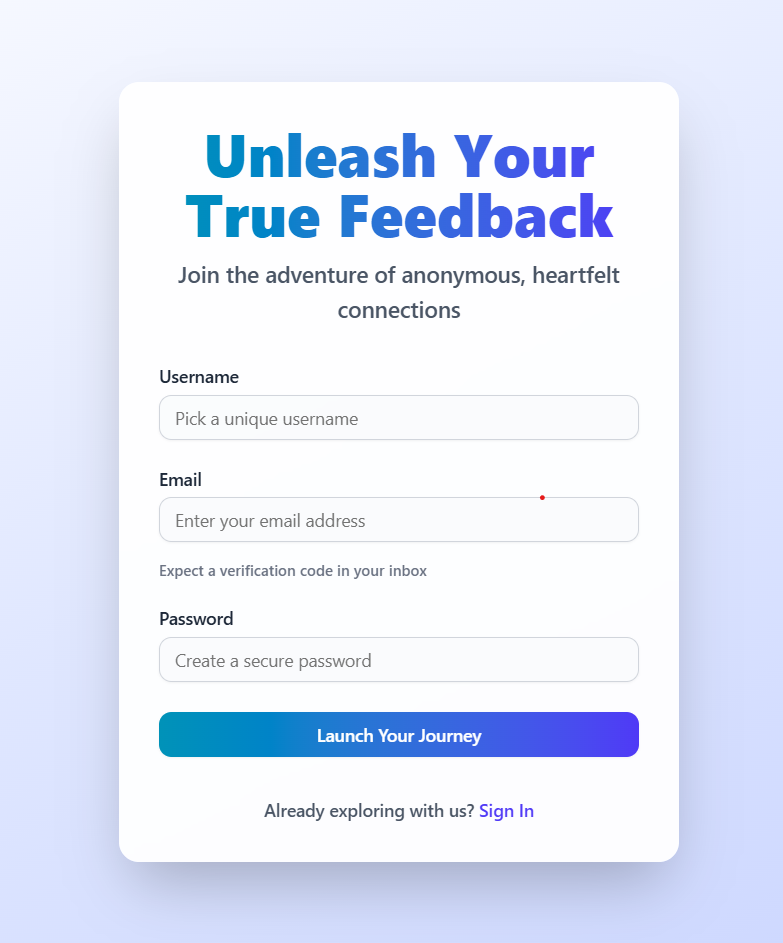 Unleash Your
True Feedback
Join the adventure of anonymous, heartfelt
connections
Username
Pick a unique username
Email
Enter your email address
Expect a verification code in your inbox
Password
Create a secure password
Launch Your Journey
Already exploring with us? Sign In